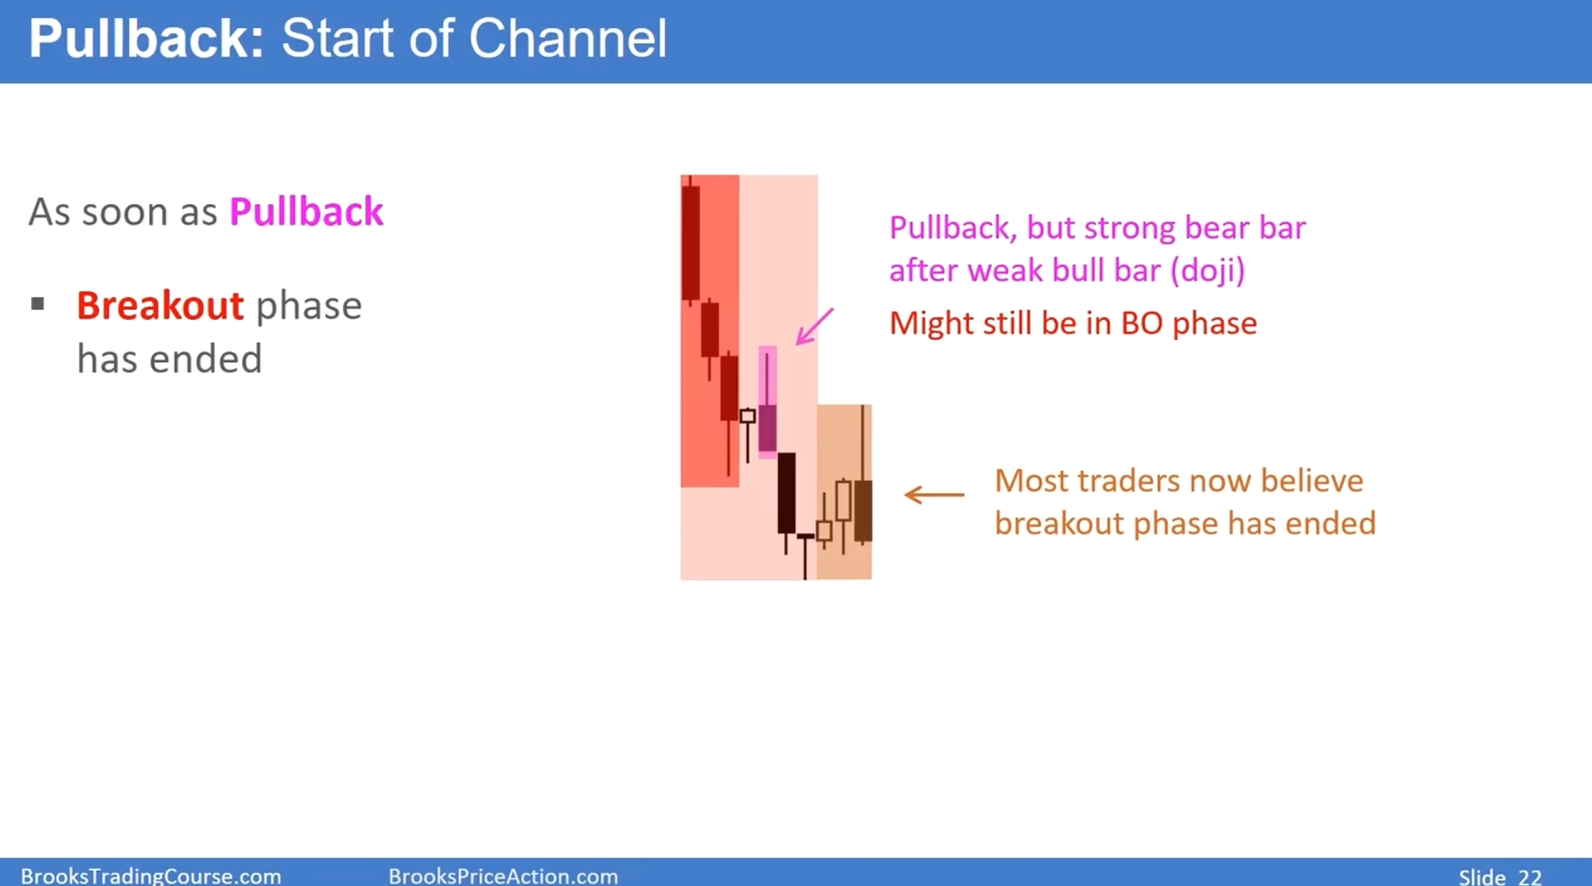 Pullback: Start of Channel
As soon as Pullback
▪ Breakout phase
has ended
Pullback, but strong bear bar
after weak bull bar (doji)
Might still be in BO phase
Most traders now believe
breakout phase has ended
BrooksTradingCourse.com
BrooksPriceAction.com
Slide 22